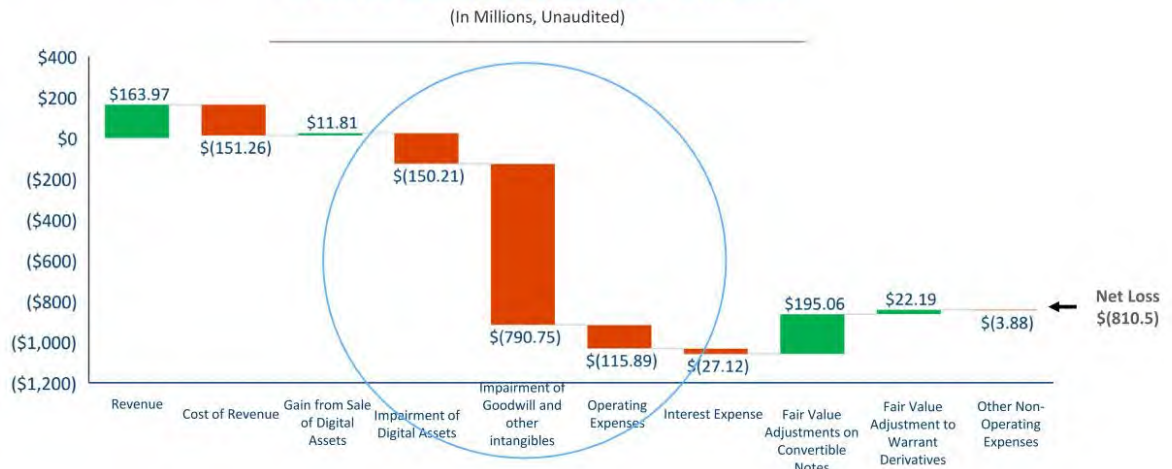 (In Millions, Unaudited)
$400
$200
$0
($200)
($400)
($600)
($800)
($1,000)
($1,200)
$163.97
$(151.26)
$11.81
$(150.21)
$(790.75)
$(115.89)
$(27.12)
$195.06
$22.19
$(3.88)
Net Loss
$(810.5)
Revenue
Cost of Revenue
Gain from Sale
of Digital
Assets
Impairment of
Digital Assets
Impairment of
Goodwill and
other
intangibles
Operating
Expenses
Interest Expense
Fair Value
Adjustments on
Convertible
Notes
Fair Value
Adjustment to
Warrant
Derivatives
Other Non-
Operating
Expenses